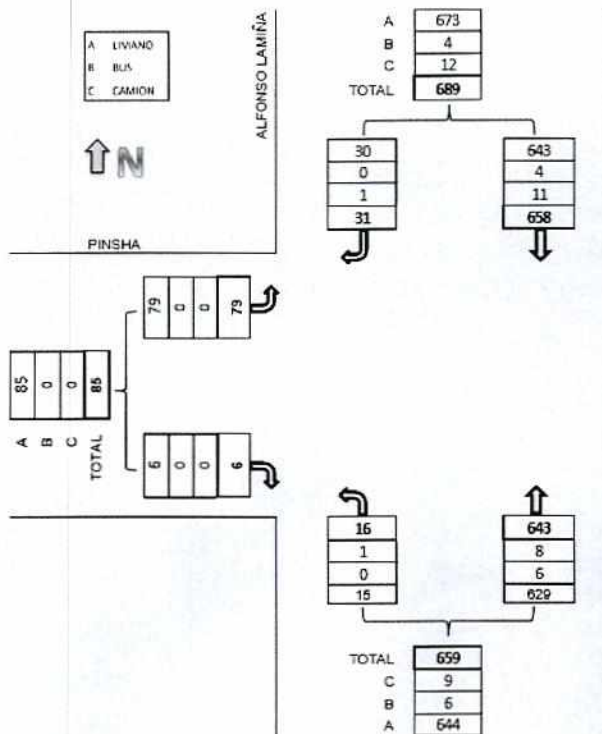 A LIVIANO
B BUS
C CAMION
N
ALFONSO LAMIÑA
PINSHA
A 673
B 4
C 12
TOTAL 689
30
0
1
31
643
4
11
658
79 0 0 79
85 0 0 85
A B C TOTAL
6 0 0 6
16
1
0
15
643
8
6
629
TOTAL 659
C 9
B 6
A 644